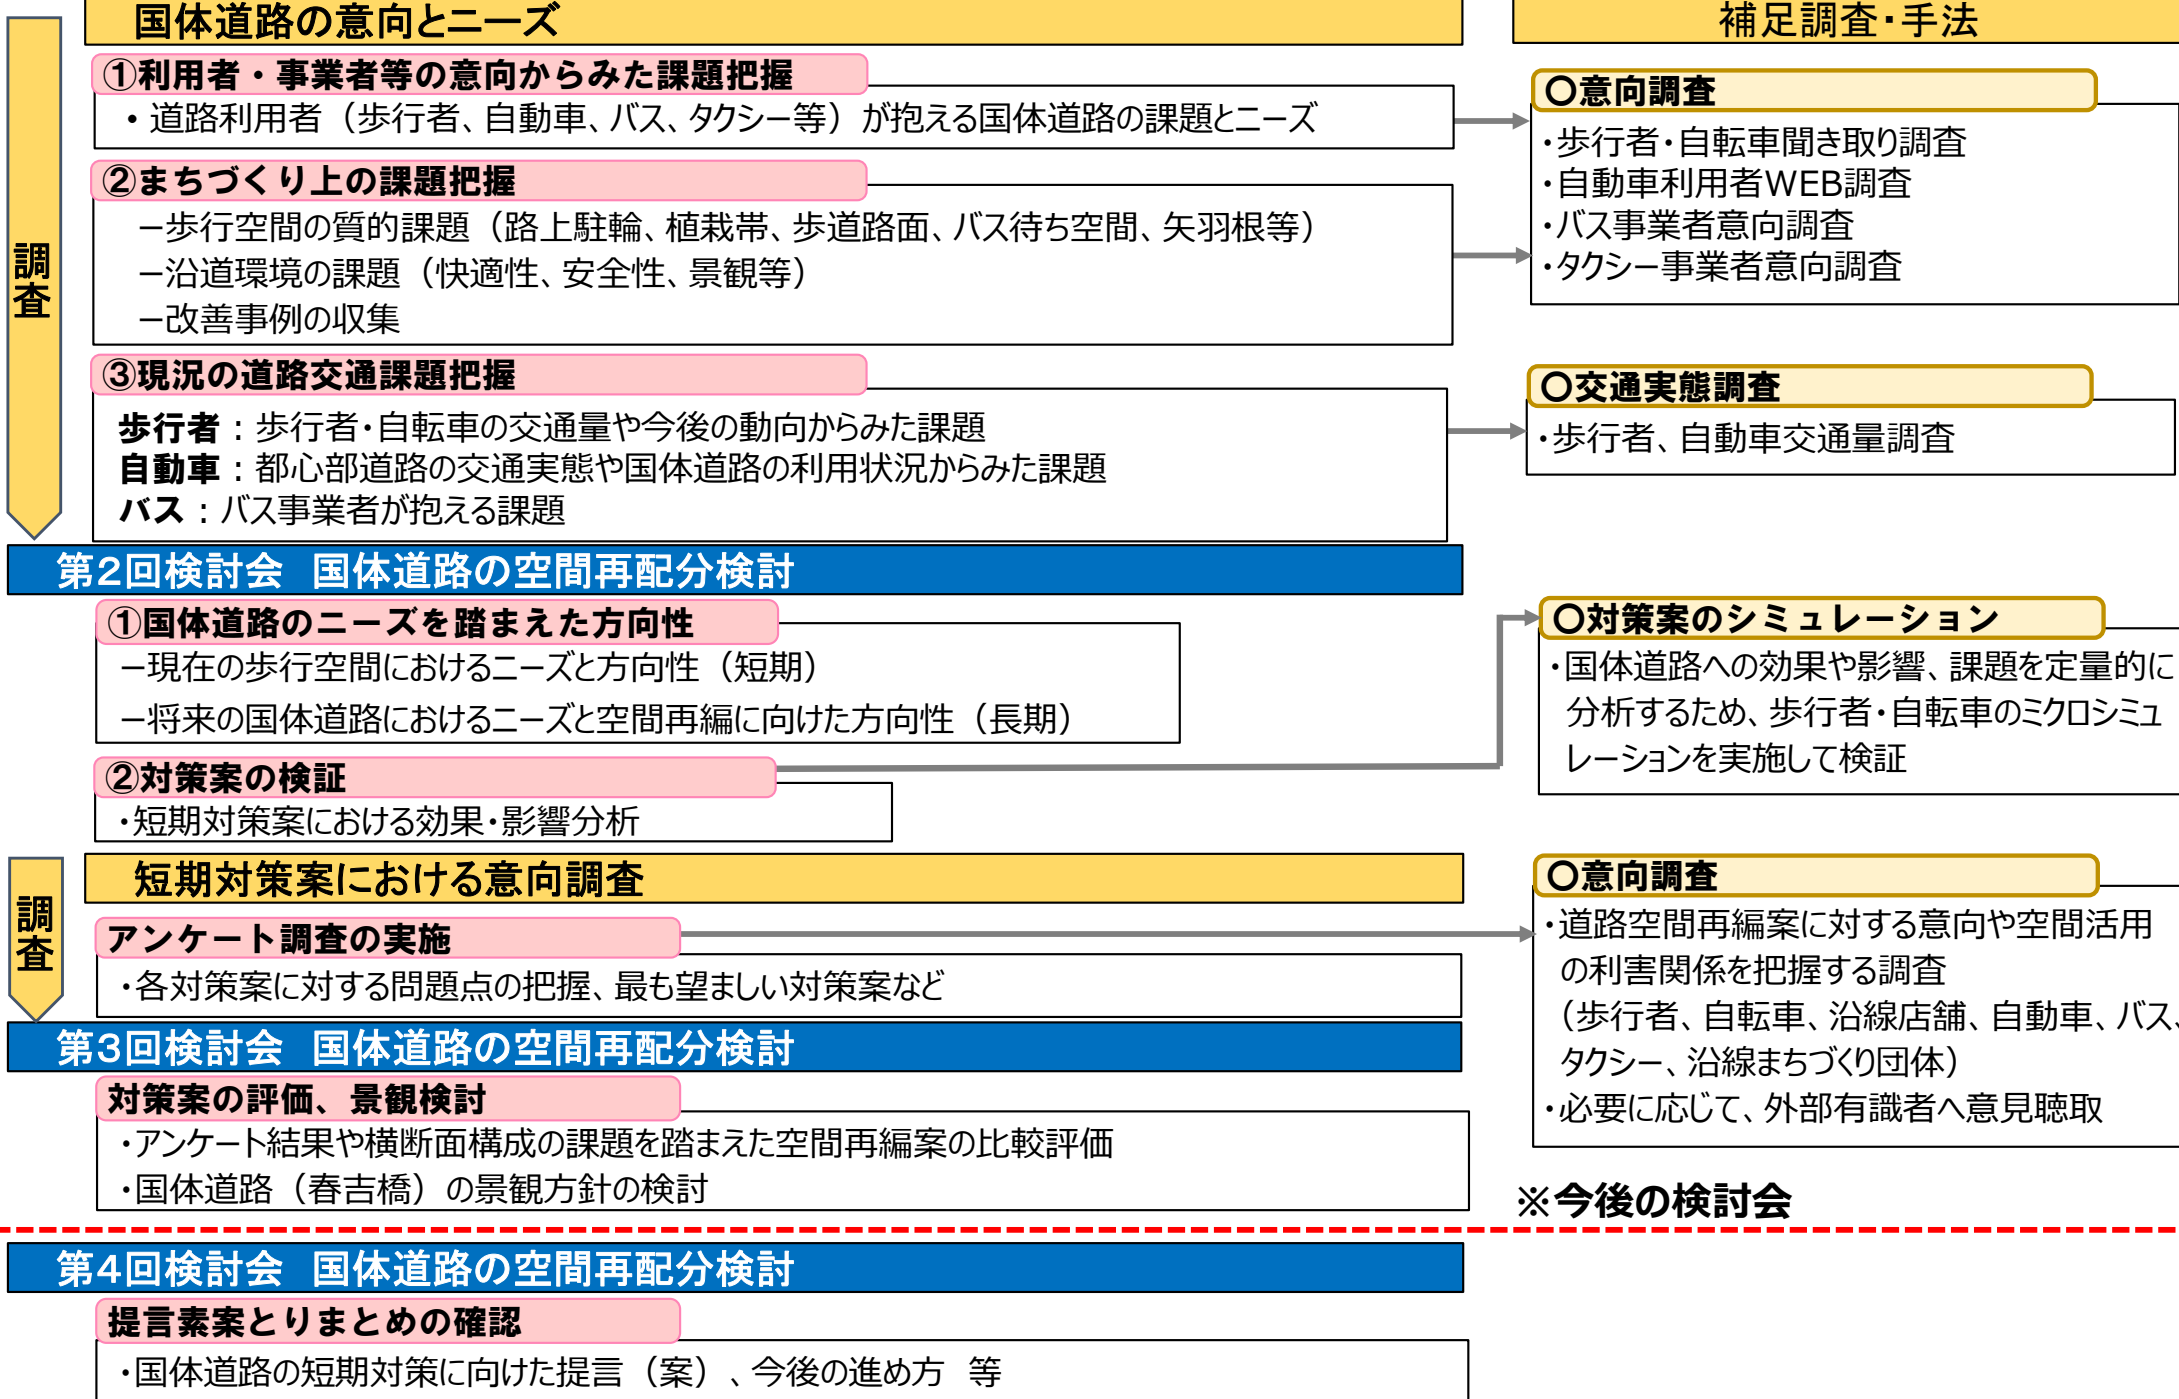 国体道路の意向とニーズ
補足調査・手法
調査
①利用者・事業者等の意向からみた課題把握
・道路利用者（歩行者、自動車、バス、タクシー等）が抱える国体道路の課題とニーズ
②まちづくり上の課題把握
－歩行空間の質的課題（路上駐輪、植栽帯、歩道路面、バス待ち空間、矢羽根等）
－沿道環境の課題（快適性、安全性、景観等）
－改善事例の収集
〇意向調査
・歩行者・自転車聞き取り調査
・自動車利用者WEB調査
・バス事業者意向調査
・タクシー事業者意向調査
③現況の道路交通課題把握
歩行者：歩行者・自転車の交通量や今後の動向からみた課題
自動車：都心部道路の交通実態や国体道路の利用状況からみた課題
バス：バス事業者が抱える課題
〇交通実態調査
・歩行者、自動車交通量調査
第2回検討会　国体道路の空間再配分検討
①国体道路のニーズを踏まえた方向性
－現在の歩行空間におけるニーズと方向性（短期）
－将来の国体道路におけるニーズと空間再編に向けた方向性（長期）
②対策案の検証
・短期対策案における効果・影響分析
〇対策案のシミュレーション
・国体道路への効果や影響、課題を定量的に
分析するため、歩行者・自転車のミクロシミュ
レーションを実施して検証
調査
短期対策案における意向調査
アンケート調査の実施
・各対策案に対する問題点の把握、最も望ましい対策案など
〇意向調査
・道路空間再編案に対する意向や空間活用
の利害関係を把握する調査
（歩行者、自転車、沿線店舗、自動車、バス、
タクシー、沿線まちづくり団体）
・必要に応じて、外部有識者へ意見聴取
第3回検討会　国体道路の空間再配分検討
対策案の評価、景観検討
・アンケート結果や横断面構成の課題を踏まえた空間再編案の比較評価
・国体道路（春吉橋）の景観方針の検討
※今後の検討会
第4回検討会　国体道路の空間再配分検討
提言素案とりまとめの確認
・国体道路の短期対策に向けた提言（案）、今後の進め方　等